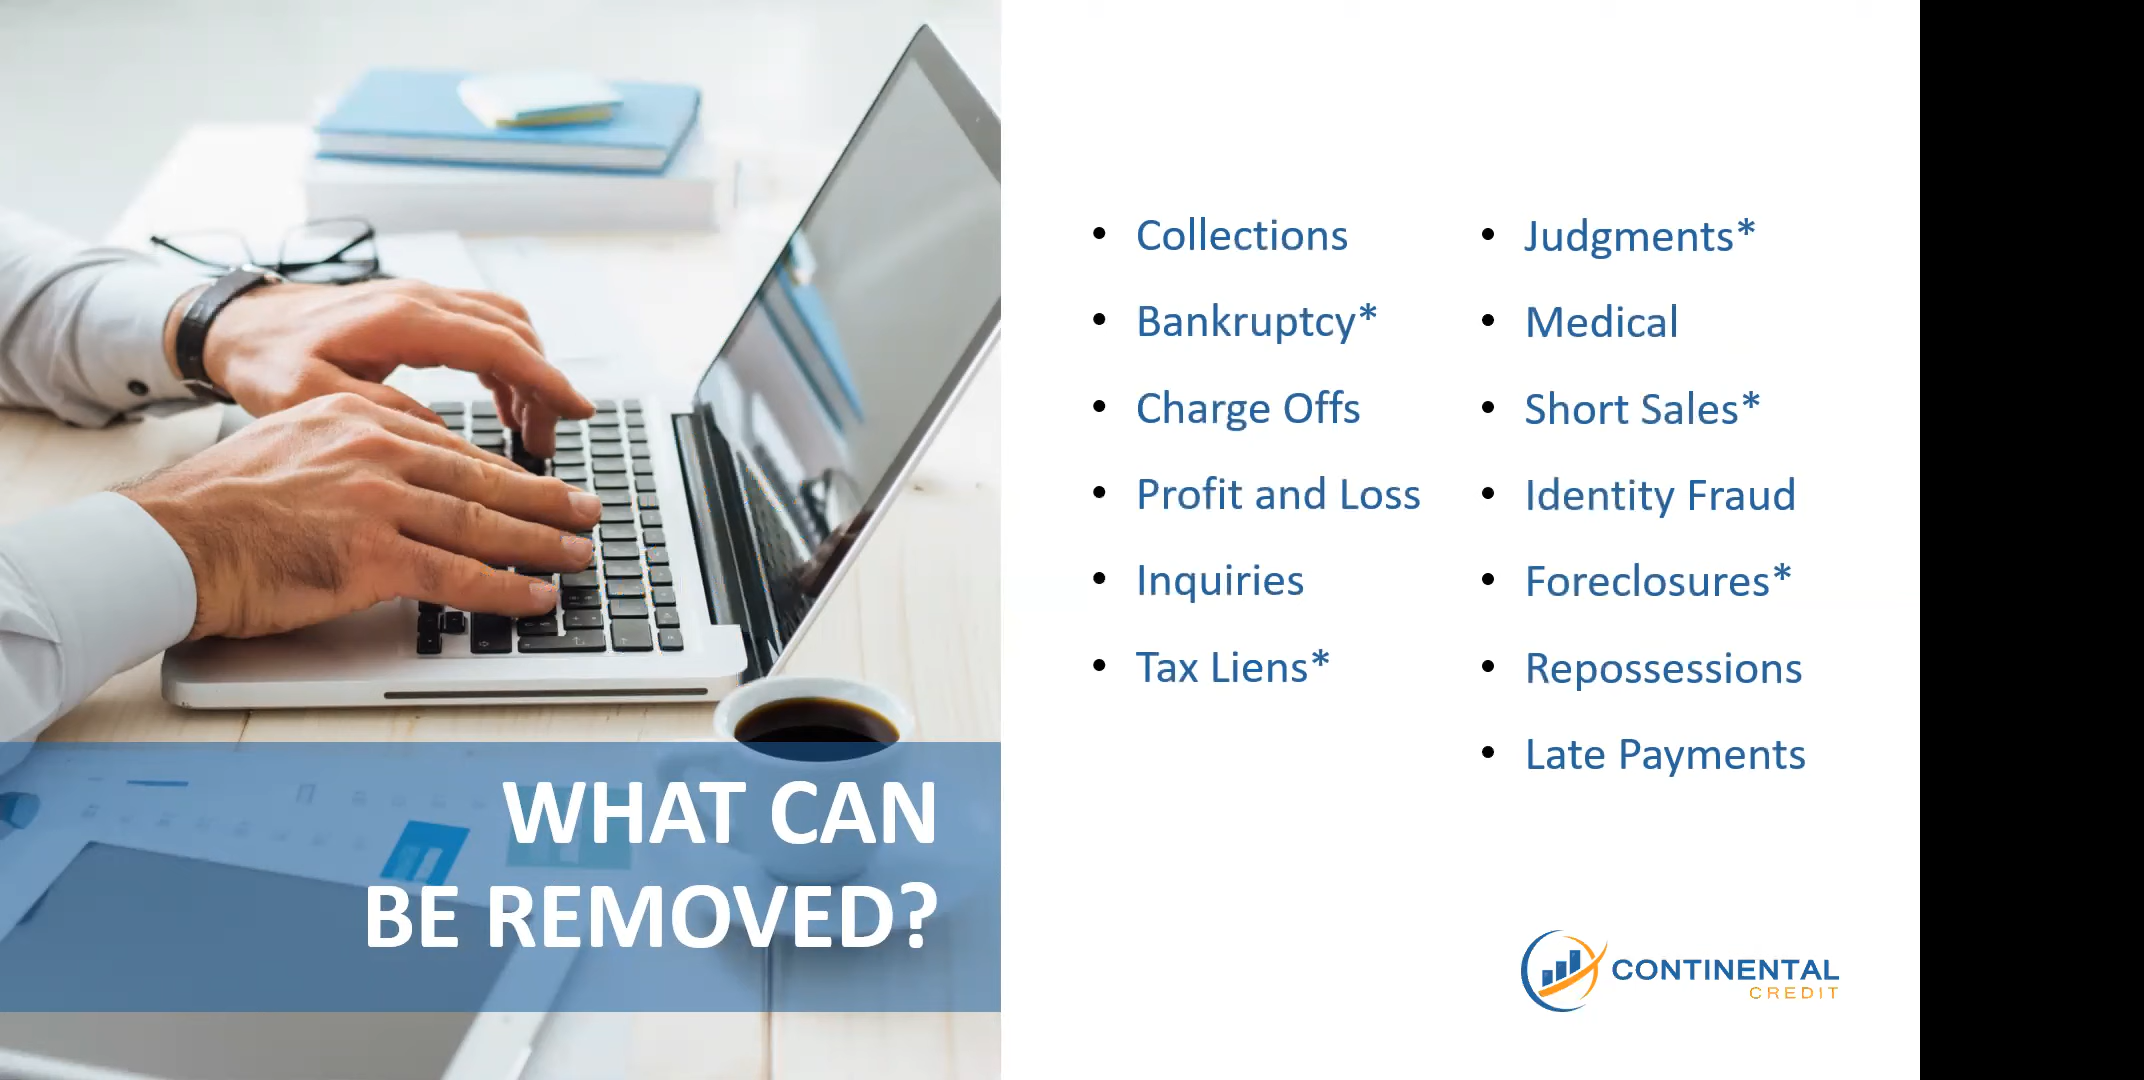 WHAT CAN
BE REMOVED?
• Collections
• Bankruptcy*
• Charge Offs
• Profit and Loss
• Inquiries
• Tax Liens*
• Judgments*
• Medical
• Short Sales*
• Identity Fraud
• Foreclosures*
• Repossessions
• Late Payments
CONTINENTAL
CREDIT